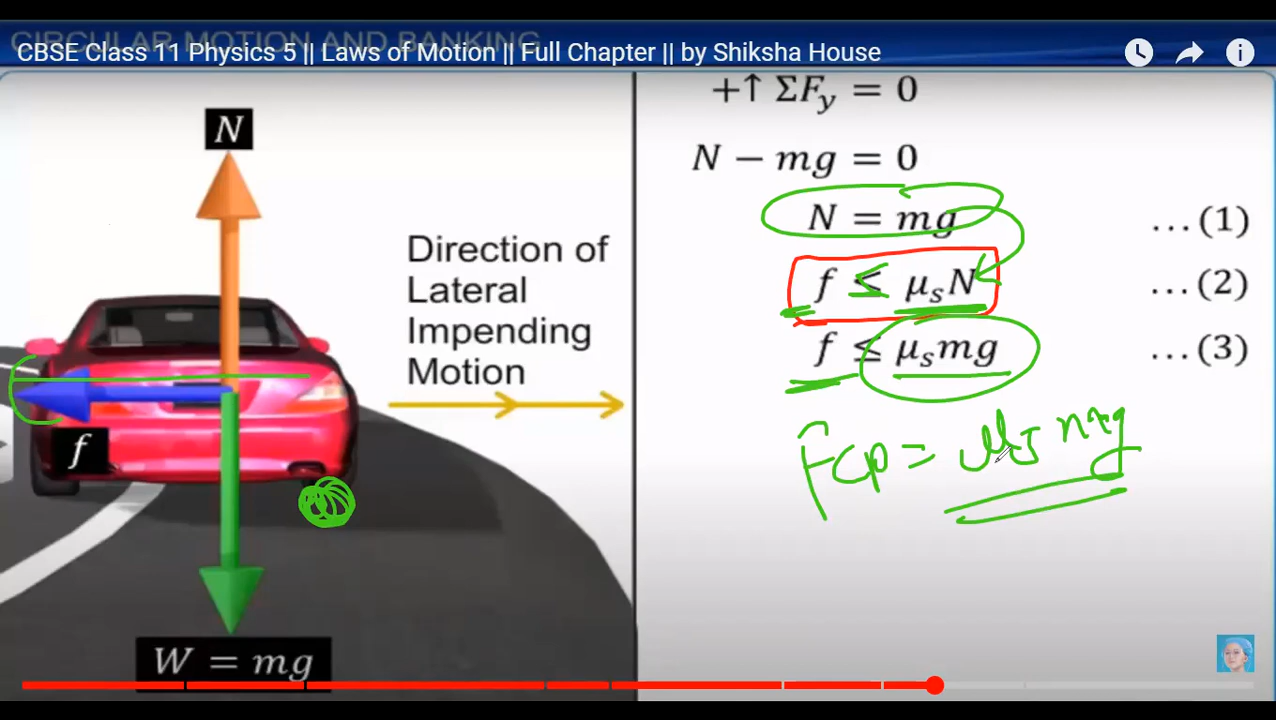 CIRCULAR MOTION AND BANKING
CBSE Class 11 Physics 5 || Laws of Motion || Full Chapter || by Shiksha House
N
Direction of
Lateral
Impending
Motion
f
W = mg
+↑ ΣFy = 0
N − mg = 0
N = mg ...(1)
f ≤ μsN ...(2)
f ≤ μsmg ...(3)
Fcp = μs mg